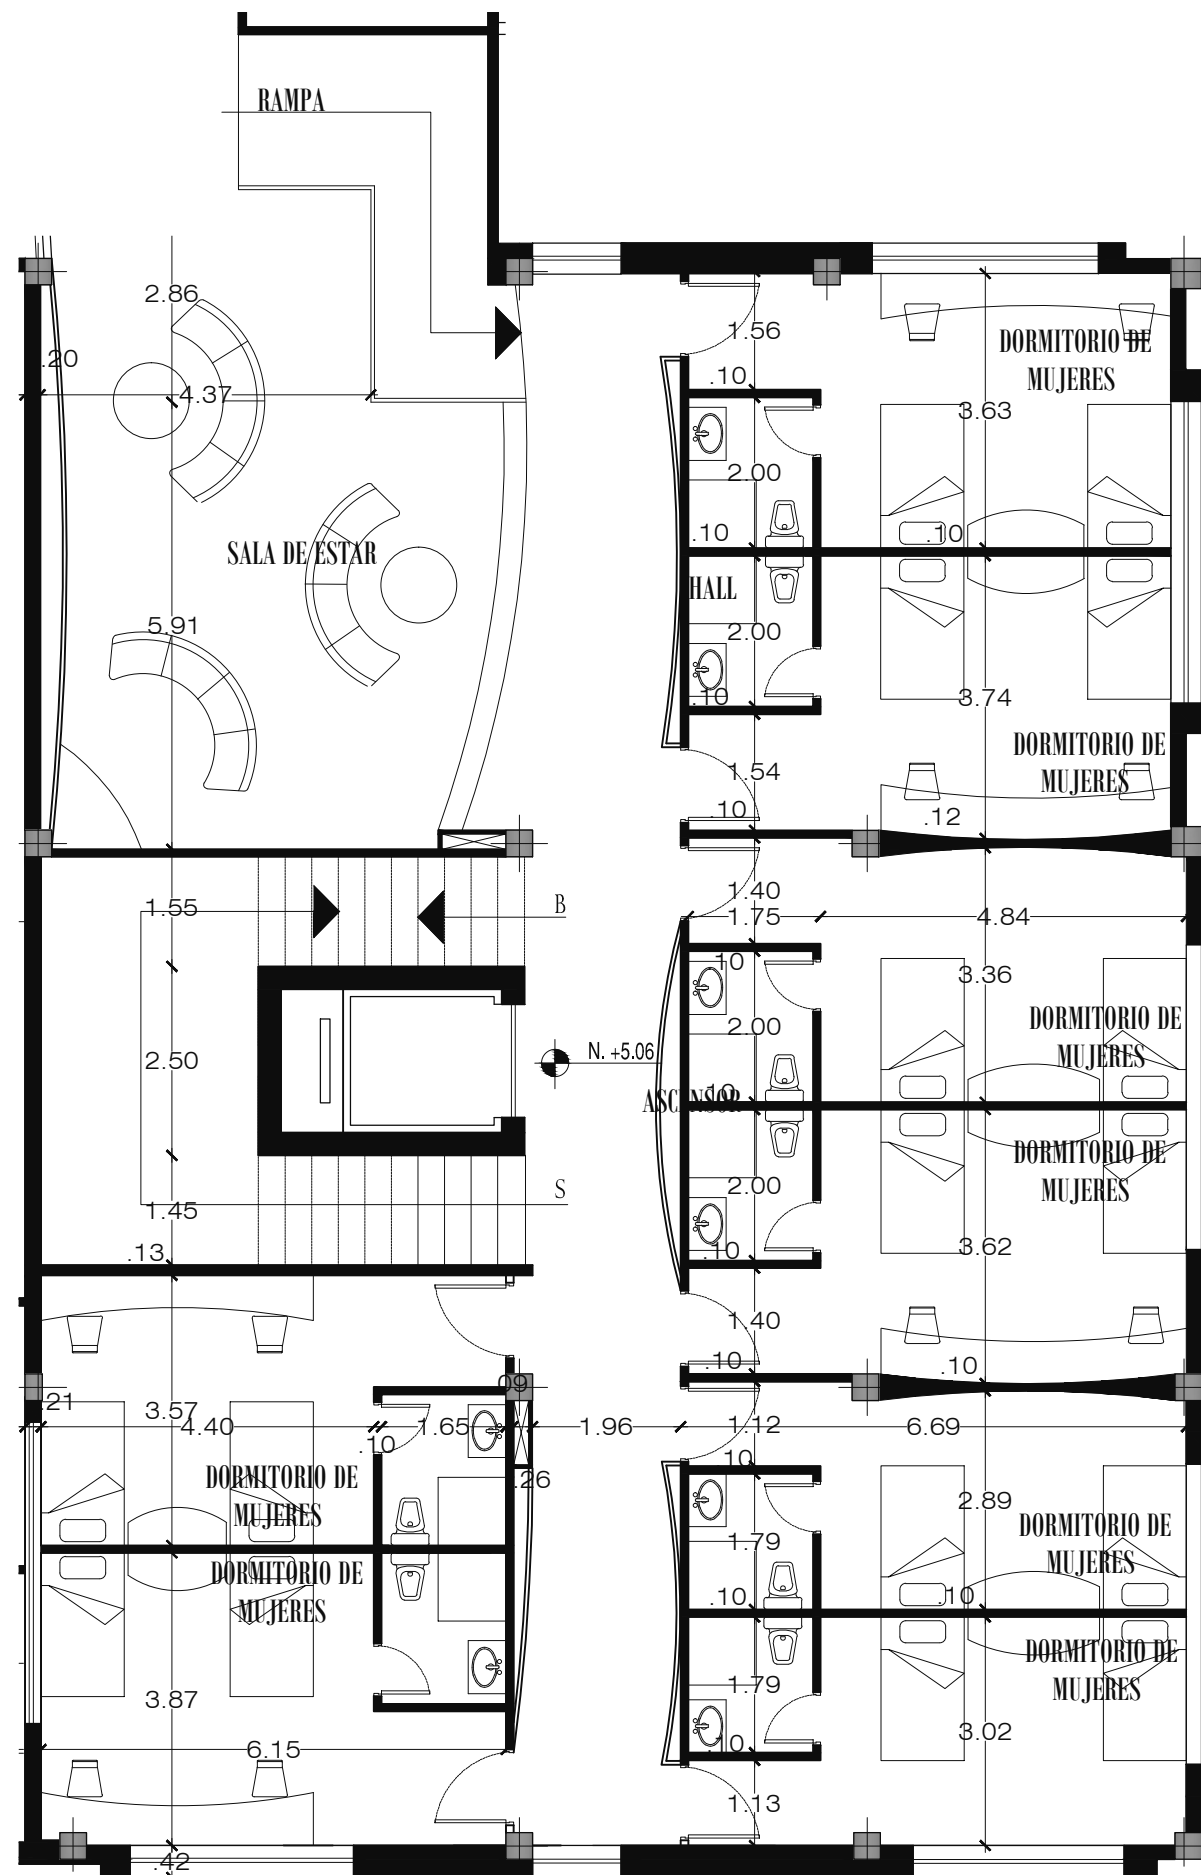 RAMPA
2.86
1.56
DORMITORIO DE
MUJERES
.20
.10
4.37
3.63
2.00
.10
.10
SALA DE ESTAR
HALL
5.91
2.00
.10
3.74
DORMITORIO DE
MUJERES
1.54
.10
.12
1.40
1.55
B
1.75
4.84
.10
3.36
2.00
DORMITORIO DE
MUJERES
2.50
N. +5.06
.10
ASCENSOR
DORMITORIO DE
MUJERES
2.00
S
1.45
.13
.10
3.62
1.40
.10
.10
.09
.21
3.57
4.40
1.65
1.96
1.12
6.69
.10
.10
.26
DORMITORIO DE
MUJERES
2.89
DORMITORIO DE
MUJERES
1.79
DORMITORIO DE
MUJERES
.10
.10
DORMITORIO DE
MUJERES
3.87
1.79
3.02
6.15
.10
1.13
.42